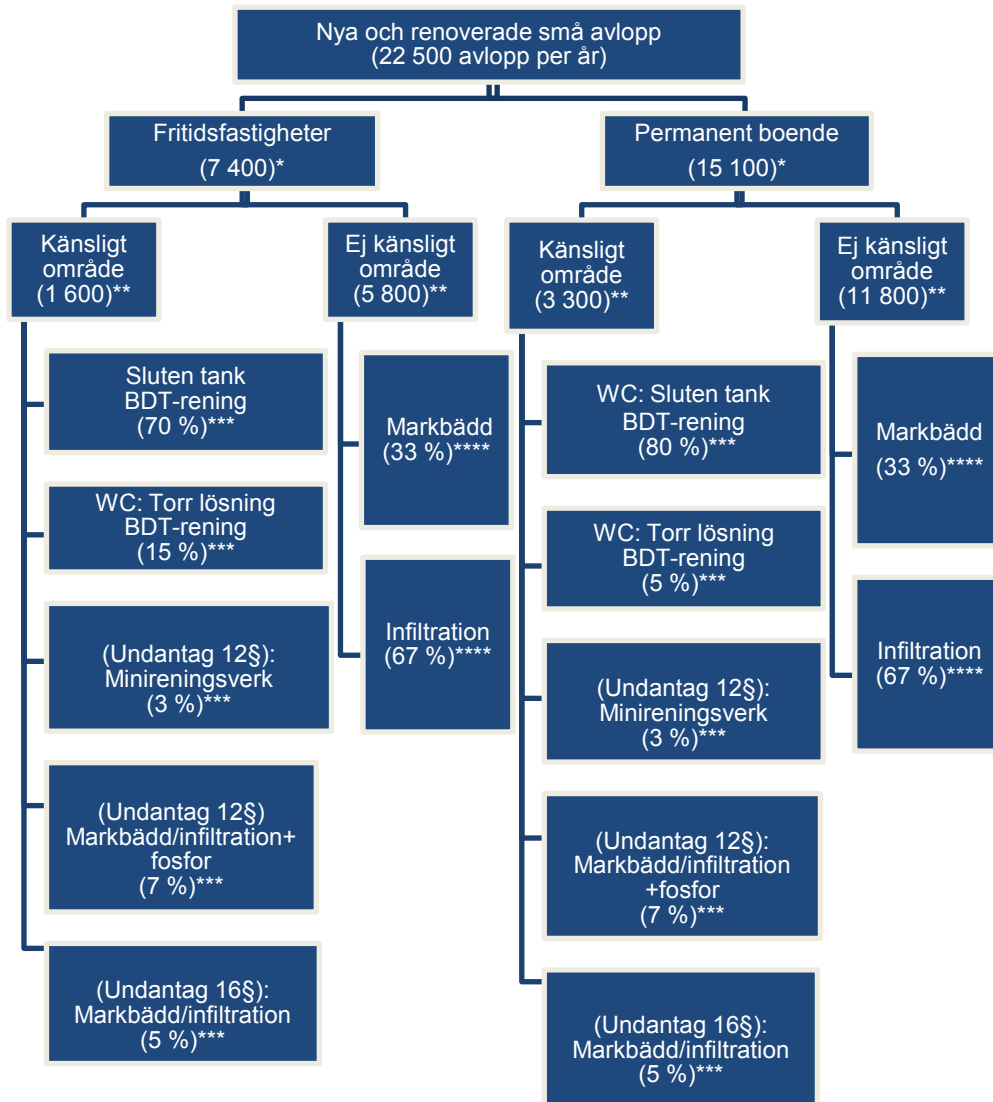 Nya och renoverade små avlopp
(22 500 avlopp per år)
Fritidsfastigheter
(7 400)*
Permanent boende
(15 100)*
Känsligt
område
(1 600)**
Ej känsligt
område
(5 800)**
Känsligt
område
(3 300)**
Ej känsligt
område
(11 800)**
Sluten tank
BDT-rening
(70 %)***
WC: Torr lösning
BDT-rening
(15 %)***
(Undantag 12§):
Minireningsverk
(3 %)***
(Undantag 12§)
Markbädd/infiltration+
fosfor
(7 %)***
(Undantag 16§):
Markbädd/infiltration
(5 %)***
Markbädd
(33 %)****
Infiltration
(67 %)****
WC: Sluten tank
BDT-rening
(80 %)***
WC: Torr lösning
BDT-rening
(5 %)***
(Undantag 12§):
Minireningsverk
(3 %)***
(Undantag 12§):
Markbädd/infiltration
+fosfor
(7 %)***
(Undantag 16§):
Markbädd/infiltration
(5 %)***
Markbädd
(33 %)****
Infiltration
(67 %)****